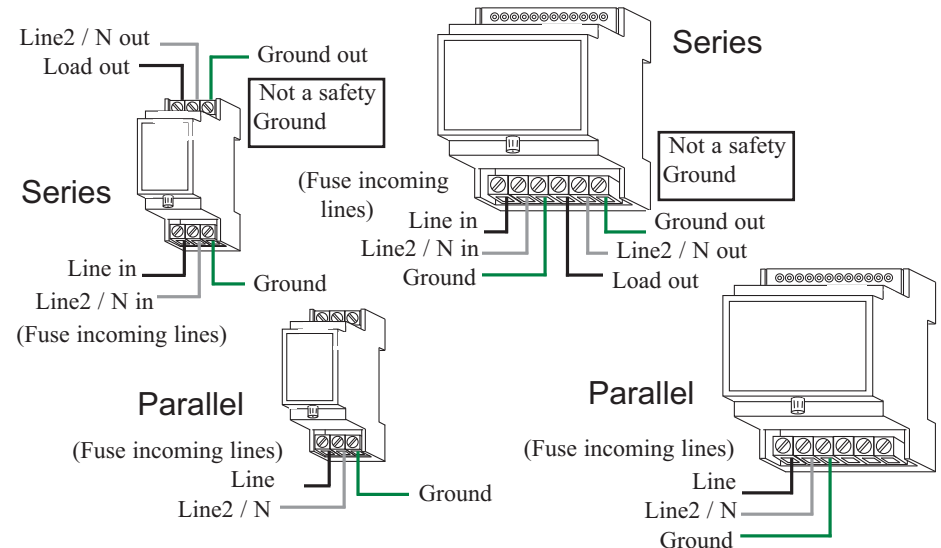 Line2 / N out
Load out
Ground out
Not a safety
Ground
Series
Line in
Line2 / N in
(Fuse incoming lines)
Ground
Series
Not a safety
Ground
(Fuse incoming
lines)
Line in
Line2 / N in
Ground
Ground out
Line2 / N out
Load out
Parallel
(Fuse incoming lines)
Line
Line2 / N
Ground
Parallel
(Fuse incoming lines)
Line
Line2 / N
Ground